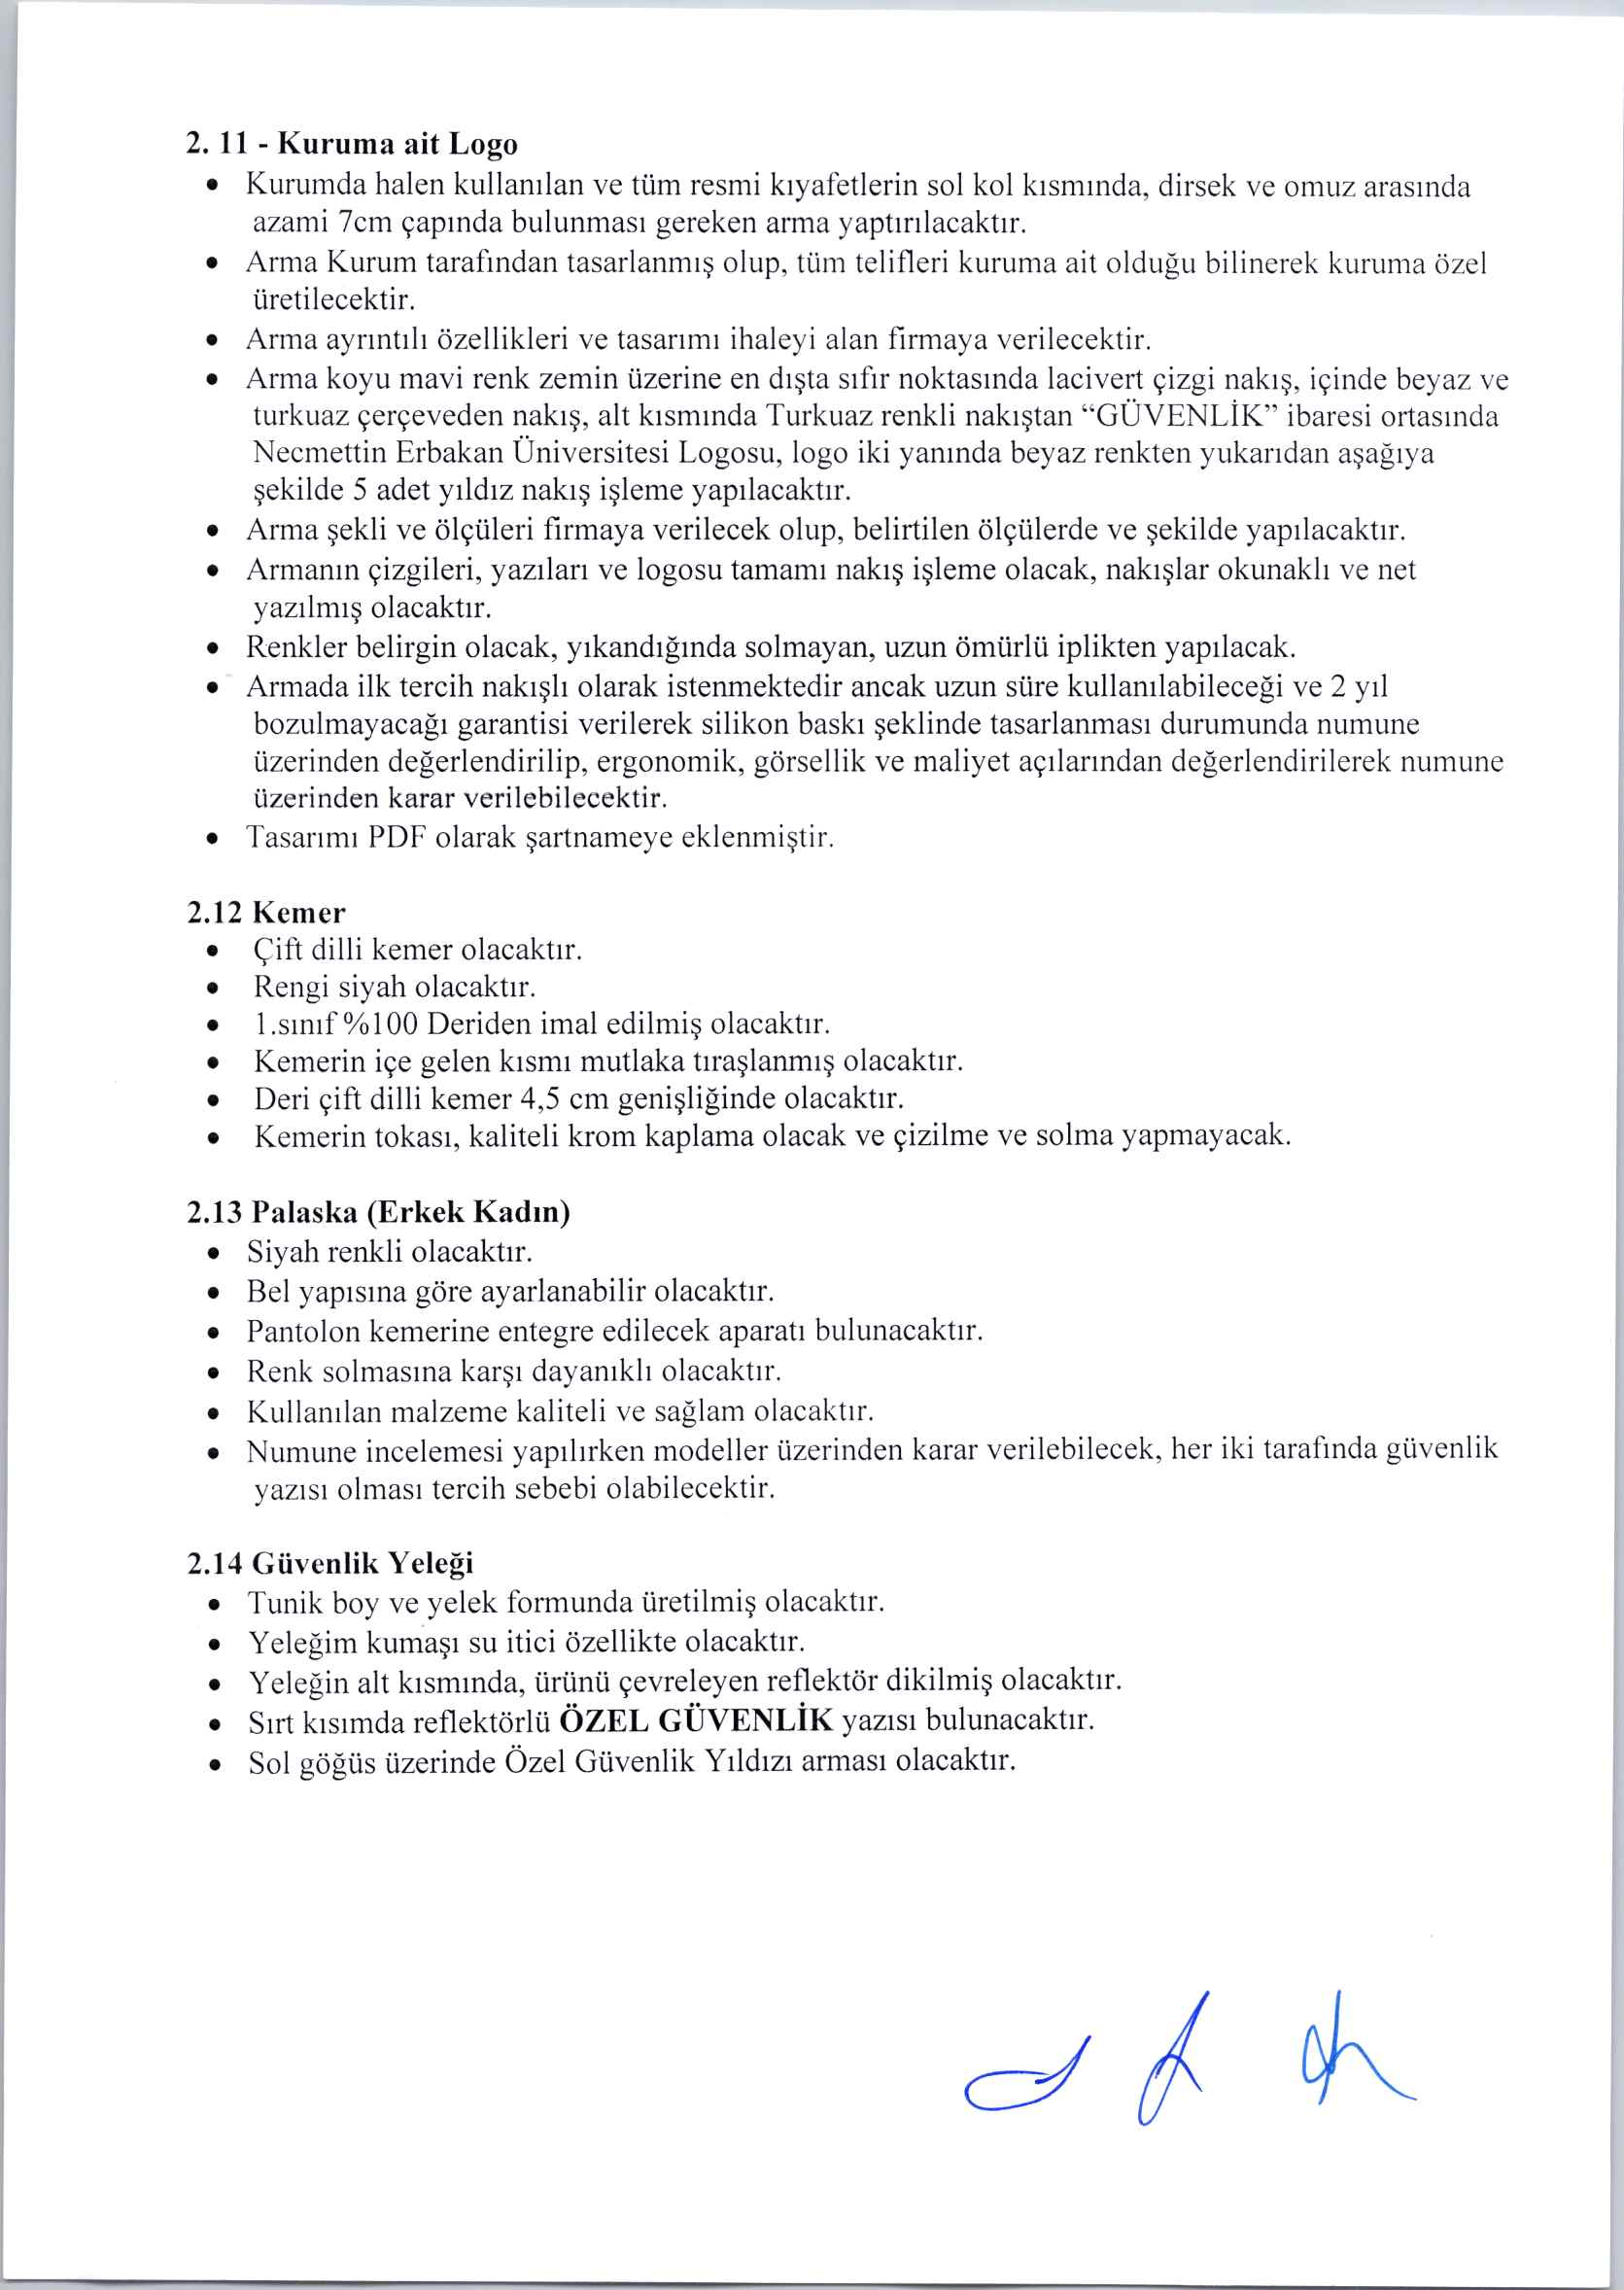 2. 11 - Kuruma ait Logo
• Kurumda halen kullanılan ve tüm resmi kıyafetlerin sol kol kısmında, dirsek ve omuz arasında
azami 7cm çapında bulunması gereken arma yaptırılacaktır.
• Arma Kurum tarafından tasarlanmış olup, tüm telifleri kuruma ait olduğu bilinerek kuruma özel
üretilecektir.
• Arma ayrıntılı özellikleri ve tasarımı ihaleyi alan firmaya verilecektir.
• Arma koyu mavi renk zemin üzerine en dışta sıfır noktasında lacivert çizgi nakış, içinde beyaz ve
turkuaz çerçeveden nakış, alt kısmında Turkuaz renkli nakıştan “GÜVENLİK” ibaresi ortasında
Necmettin Erbakan Üniversitesi Logosu, logo iki yanında beyaz renkten yukarıdan aşağıya
şekilde 5 adet yıldız nakış işleme yapılacaktır.
• Arma şekli ve ölçüleri firmaya verilecek olup, belirtilen ölçülerde ve şekilde yapılacaktır.
• Armanın çizgileri, yazıları ve logosu tamamı nakış işleme olacak, nakışlar okunaklı ve net
yazılmış olacaktır.
• Renkler belirgin olacak, yıkandığında solmayan, uzun ömürlü iplikten yapılacak.
• Armada ilk tercih nakışlı olarak istenmektedir ancak uzun süre kullanılabileceği ve 2 yıl
bozulmayacağı garantisi verilerek silikon baskı şeklinde tasarlanması durumunda numune
üzerinden değerlendirilip, ergonomik, görsellik ve maliyet açılarından değerlendirilerek numune
üzerinden karar verilebilecektir.
• Tasarımı PDF olarak şartnameye eklenmiştir.
2.12 Kemer
• Çift dilli kemer olacaktır.
• Rengi siyah olacaktır.
• 1.sınıf %100 Deriden imal edilmiş olacaktır.
• Kemerin içe gelen kısmı mutlaka tıraşlanmış olacaktır.
• Deri çift dilli kemer 4,5 cm genişliğinde olacaktır.
• Kemerin tokası, kaliteli krom kaplama olacak ve çizilme ve solma yapmayacak.
2.13 Palaska (Erkek Kadın)
• Siyah renkli olacaktır.
• Bel yapısına göre ayarlanabilir olacaktır.
• Pantolon kemerine entegre edilecek aparatı bulunacaktır.
• Renk solmasına karşı dayanıklı olacaktır.
• Kullanılan malzeme kaliteli ve sağlam olacaktır.
• Numune incelemesi yapılırken modeller üzerinden karar verilebilecek, her iki tarafında güvenlik
yazısı olması tercih sebebi olabilecektir.
2.14 Güvenlik Yeleği
• Tunik boy ve yelek formunda üretilmiş olacaktır.
• Yeleğim kumaşı su itici özellikte olacaktır.
• Yeleğin alt kısmında, ürünü çevreleyen reflektör dikilmiş olacaktır.
• Sırt kısımda reflektörlü ÖZEL GÜVENLİK yazısı bulunacaktır.
• Sol göğüs üzerinde Özel Güvenlik Yıldızı arması olacaktır.